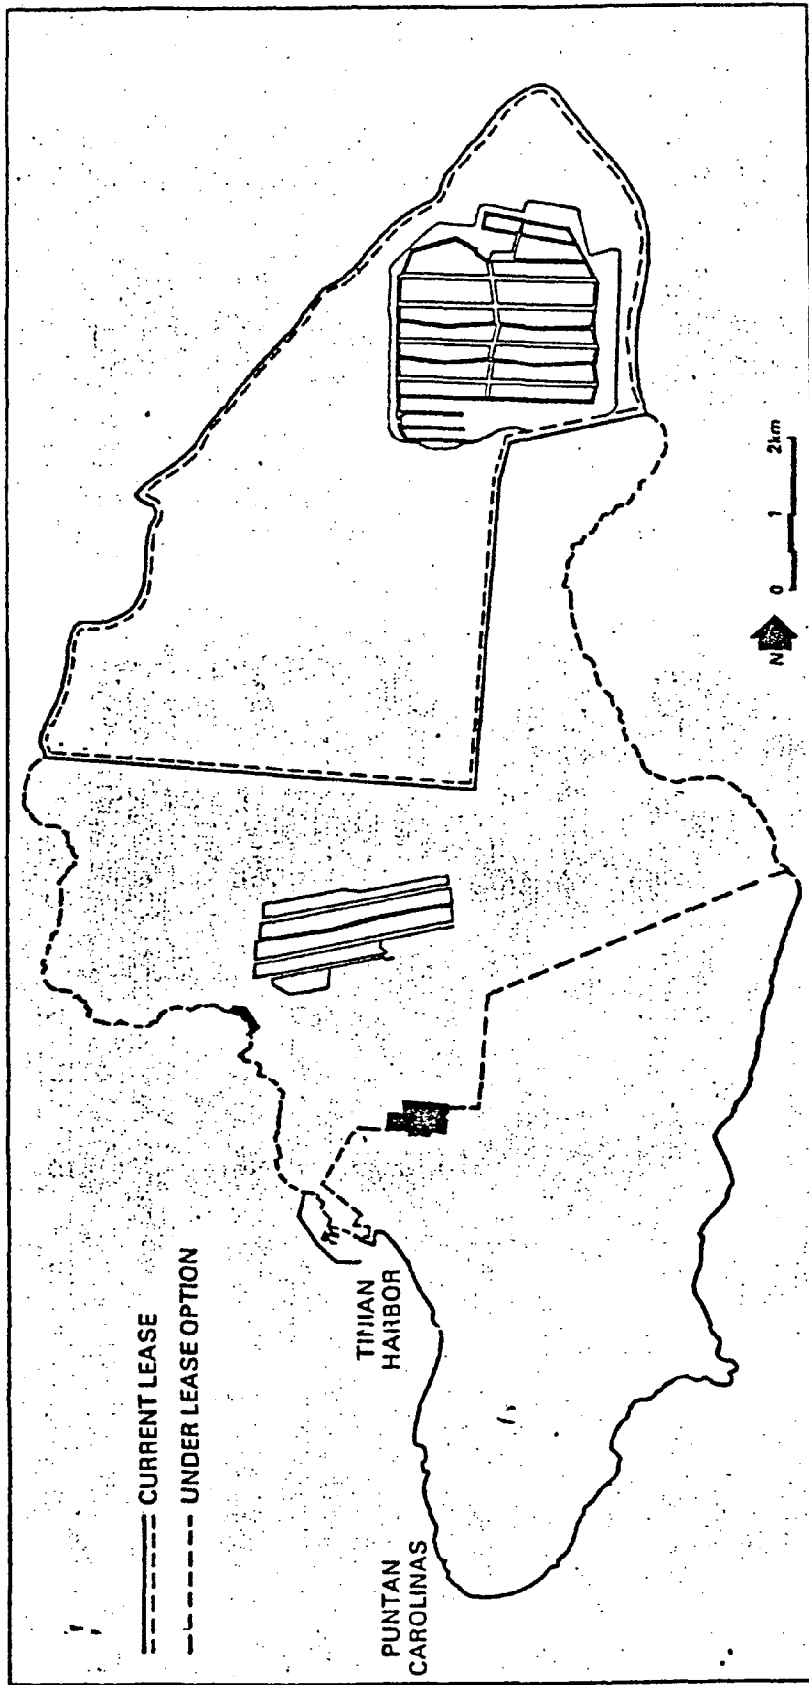 CURRENT LEASE
UNDER LEASE OPTION
TINIAN
HARBOR
PUNTAN
CAROLINAS
N
0 1 2km